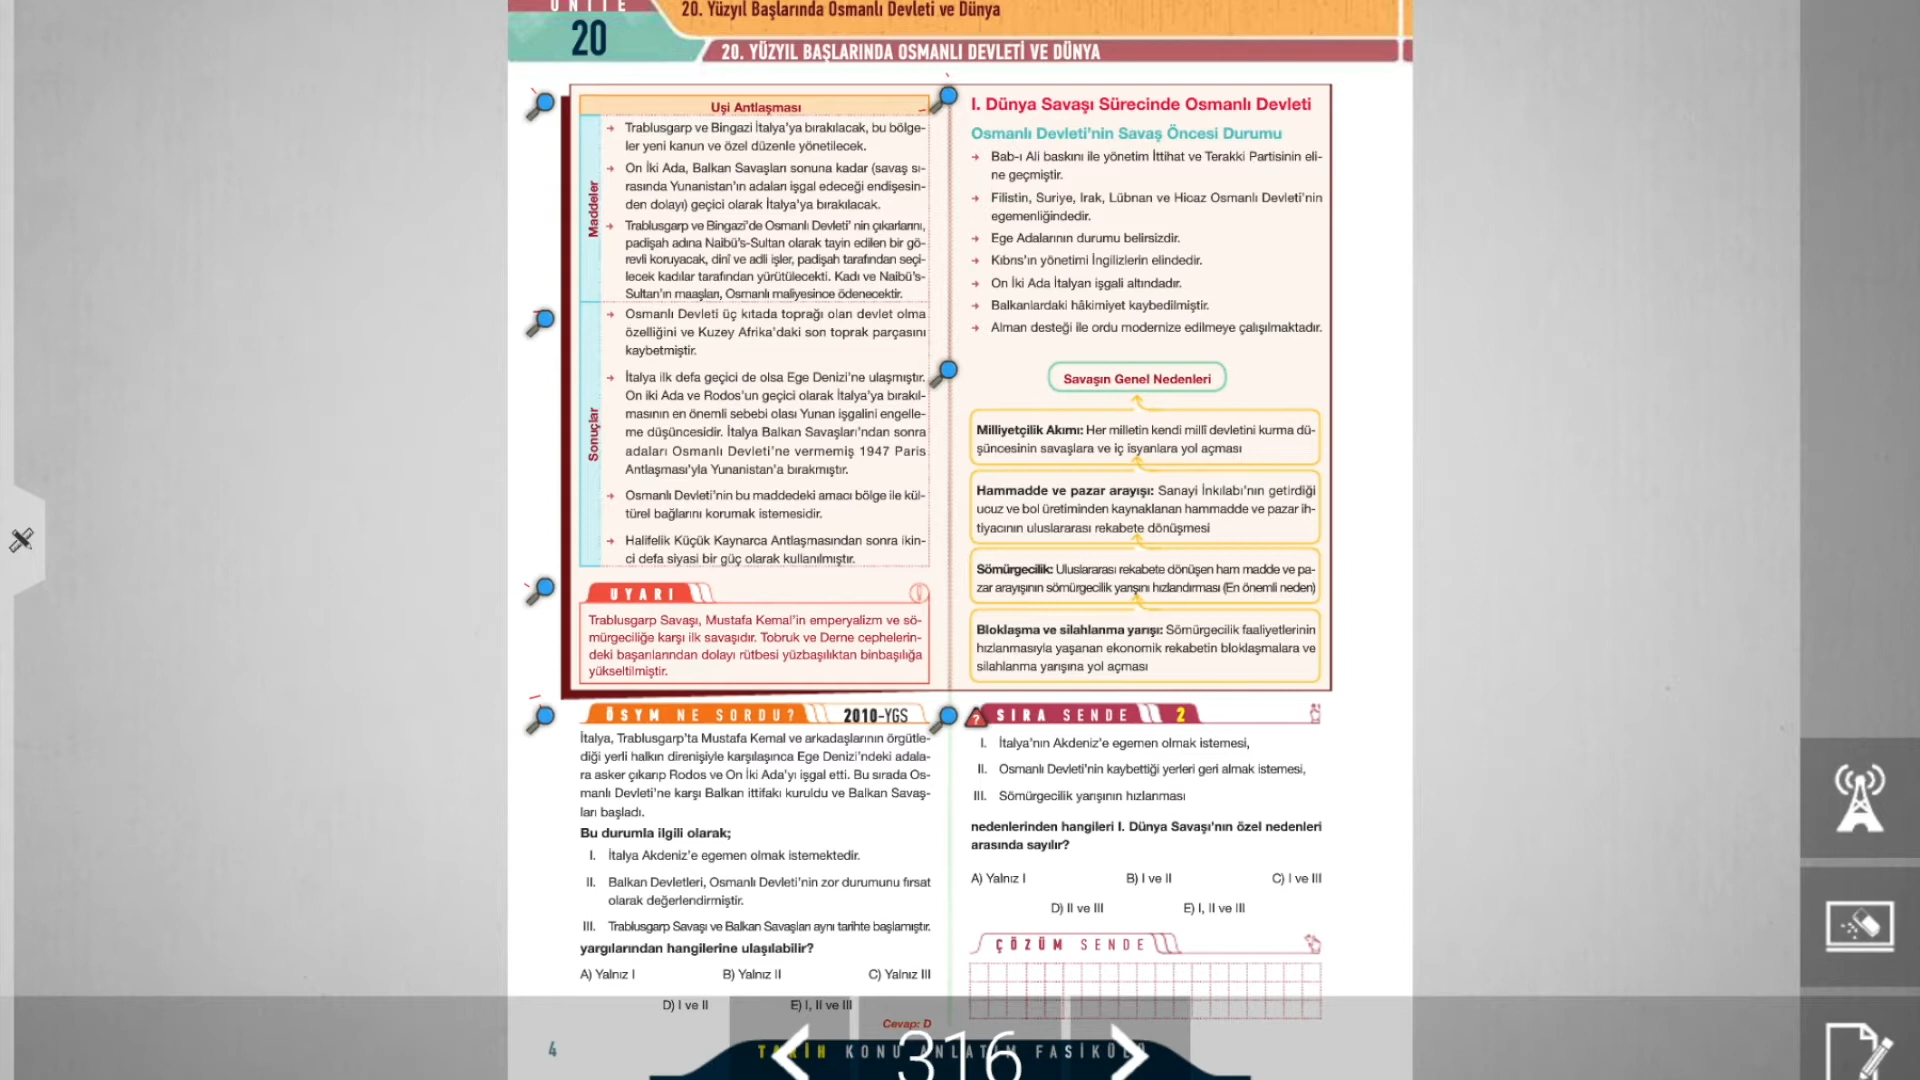 ÜNİTE
20
20. Yüzyıl Başlarında Osmanlı Devleti ve Dünya
20. YÜZYIL BAŞLARINDA OSMANLI DEVLETİ VE DÜNYA
Uşi Antlaşması
Maddeler
Trablusgarp ve Bingazi İtalya'ya bırakılacak, bu bölge-
ler yeni kanun ve özel düzenle yönetilecek.
On İki Ada, Balkan Savaşları sonuna kadar (savaş sı-
rasında Yunanistan'ın adaları işgal edeceği endişesin-
den dolayı) geçici olarak İtalya'ya bırakılacak.
Trablusgarp ve Bingazi'de Osmanlı Devleti' nin çıkarlarını,
padişah adına Naibü's-Sultan olarak tayin edilen bir gö-
revli koruyacak, dinî ve adli işler, padişah tarafından seçi-
lecek kadılar tarafından yürütülecekti. Kadı ve Naibü's-
Sultan'ın maaşları, Osmanlı maliyesince ödenecektir.
Sonuçlar
Osmanlı Devleti üç kıtada toprağı olan devlet olma
özelliğini ve Kuzey Afrika'daki son toprak parçasını
kaybetmiştir.
İtalya ilk defa geçici de olsa Ege Denizi'ne ulaşmıştır.
On iki Ada ve Rodos'un geçici olarak İtalya'ya bırakıl-
masının en önemli sebebi olası Yunan işgalini engelle-
me düşüncesidir. İtalya Balkan Savaşları'ndan sonra
adaları Osmanlı Devleti'ne vermemiş 1947 Paris
Antlaşması'yla Yunanistan'a bırakmıştır.
Osmanlı Devleti'nin bu maddedeki amacı bölge ile kül-
türel bağlarını korumak istemesidir.
Halifelik Küçük Kaynarca Antlaşmasından sonra ikin-
ci defa siyasi bir güç olarak kullanılmıştır.
UYARI
Trablusgarp Savaşı, Mustafa Kemal'in emperyalizm ve sö-
mürgeciliğe karşı ilk savaşıdır. Tobruk ve Derne cephelerin-
deki başarılarından dolayı rütbesi yüzbaşılıktan binbaşılığa
yükseltilmiştir.
ÖSYM NE SORDU? 2010-YGS
İtalya, Trablusgarp'ta Mustafa Kemal ve arkadaşlarının örgütle-
diği yerli halkın direnişiyle karşılaşınca Ege Denizi'ndeki adala-
ra asker çıkarıp Rodos ve On İki Ada'yı işgal etti. Bu sırada Os-
manlı Devleti'ne karşı Balkan ittifakı kuruldu ve Balkan Savaş-
ları başladı.
Bu durumla ilgili olarak;
I. İtalya Akdeniz'e egemen olmak istemektedir.
II. Balkan Devletleri, Osmanlı Devleti'nin zor durumunu fırsat
olarak değerlendirmiştir.
III. Trablusgarp Savaşı ve Balkan Savaşları aynı tarihte başlamıştır.
yargılarından hangilerine ulaşılabilir?
A) Yalnız I B) Yalnız II C) Yalnız III
D) I ve II E) I, II ve III
Cevap: D
I. Dünya Savaşı Sürecinde Osmanlı Devleti
Osmanlı Devleti'nin Savaş Öncesi Durumu
Bab-ı Ali baskını ile yönetim İttihat ve Terakki Partisinin eli-
ne geçmiştir.
Filistin, Suriye, Irak, Lübnan ve Hicaz Osmanlı Devleti'nin
egemenliğindedir.
Ege Adalarının durumu belirsizdir.
Kıbrıs'ın yönetimi İngilizlerin elindedir.
On İki Ada İtalyan işgali altındadır.
Balkanlardaki hâkimiyet kaybedilmiştir.
Alman desteği ile ordu modernize edilmeye çalışılmaktadır.
Savaşın Genel Nedenleri
Milliyetçilik Akımı: Her milletin kendi millî devletini kurma dü-
şüncesinin savaşlara ve iç isyanlara yol açması
Hammadde ve pazar arayışı: Sanayi İnkılabı'nın getirdiği
ucuz ve bol üretiminden kaynaklanan hammadde ve pazar ih-
tiyacının uluslararası rekabete dönüşmesi
Sömürgecilik: Uluslararası rekabete dönüşen ham madde ve pa-
zar arayışının sömürgecilik yarışını hızlandırması (En önemli neden)
Bloklaşma ve silahlanma yarışı: Sömürgecilik faaliyetlerinin
hızlanmasıyla yaşanan ekonomik rekabetin bloklaşmalara ve
silahlanma yarışına yol açması
SIRA SENDE 2
I. İtalya'nın Akdeniz'e egemen olmak istemesi,
II. Osmanlı Devleti'nin kaybettiği yerleri geri almak istemesi,
III. Sömürgecilik yarışının hızlanması
nedenlerinden hangileri I. Dünya Savaşı'nın özel nedenleri
arasında sayılır?
A) Yalnız I B) I ve II C) I ve III
D) II ve III E) I, II ve III
ÇÖZÜM SENDE
4
TARİH KONU ANLATIM FASİKÜLÜ
316